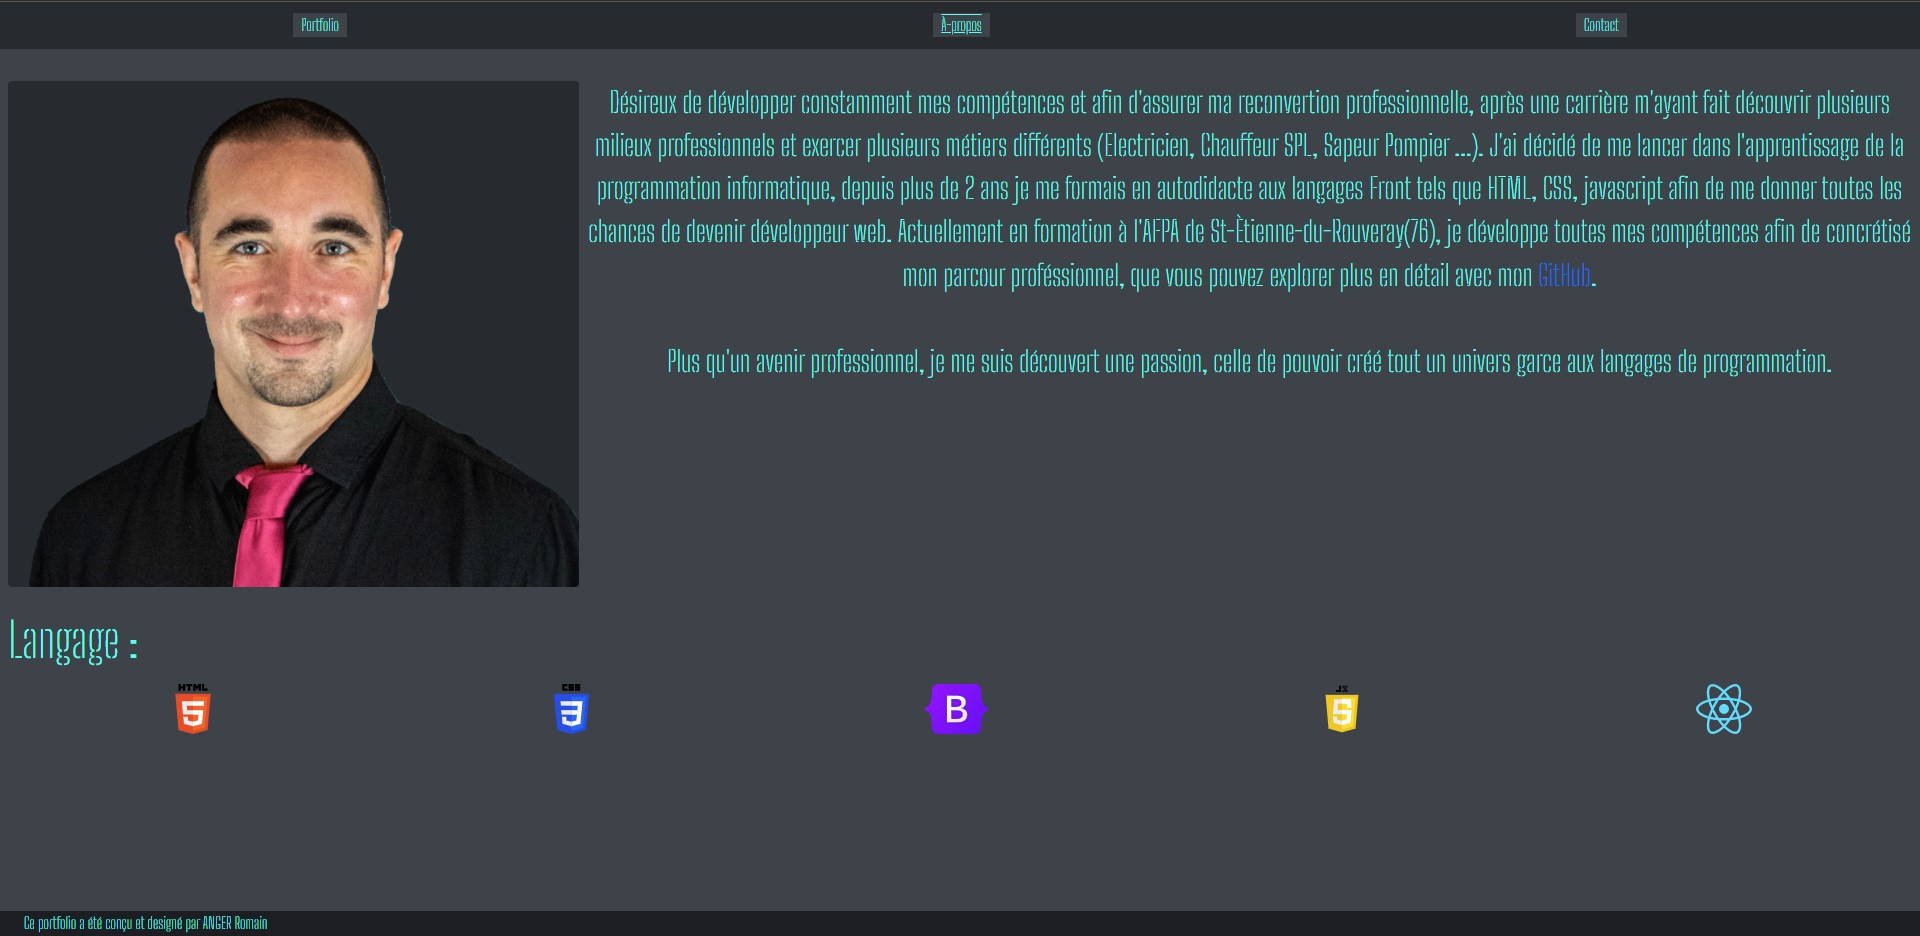 Portfolio
À-propos
Contact
Désireux de développer constamment mes compétences et afin d'assurer ma reconvertion professionnelle, après une carrière m'ayant fait découvrir plusieurs
milieux professionnels et exercer plusieurs métiers différents (Electricien, Chauffeur SPL, Sapeur Pompier ...). J'ai décidé de me lancer dans l'apprentissage de la
programmation informatique, depuis plus de 2 ans je me formais en autodidacte aux langages Front tels que HTML, CSS, javascript afin de me donner toutes les
chances de devenir développeur web. Actuellement en formation à l'AFPA de St-Ètienne-du-Rouveray(76), je développe toutes mes compétences afin de concrétisé
mon parcour proféssionnel, que vous pouvez explorer plus en détail avec mon GitHub.
Plus qu'un avenir professionnel, je me suis découvert une passion, celle de pouvoir créé tout un univers garce aux langages de programmation.
Langage :
HTML
5
CSS
3
B
JS
S
Ce portfolio a été conçu et designé par ANGER Romain